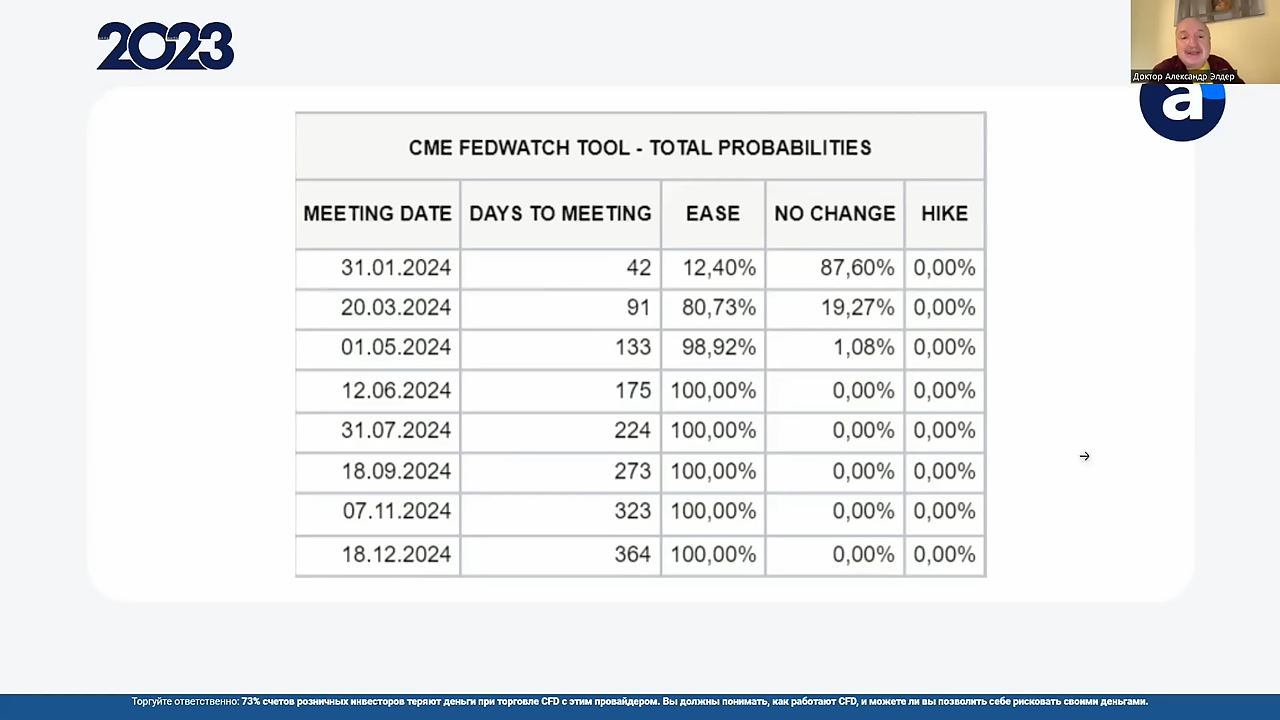 2023
Доктор Александр Элдер
a
CME FEDWATCH TOOL - TOTAL PROBABILITIES
MEETING DATE DAYS TO MEETING EASE NO CHANGE HIKE
31.01.2024 42 12,40% 87,60% 0,00%
20.03.2024 91 80,73% 19,27% 0,00%
01.05.2024 133 98,92% 1,08% 0,00%
12.06.2024 175 100,00% 0,00% 0,00%
31.07.2024 224 100,00% 0,00% 0,00%
18.09.2024 273 100,00% 0,00% 0,00%
07.11.2024 323 100,00% 0,00% 0,00%
18.12.2024 364 100,00% 0,00% 0,00%
Торгуйте ответственно: 73% счетов розничных инвесторов теряют деньги при торговле CFD с этим провайдером. Вы должны понимать, как работают CFD, и можете ли вы позволить себе рисковать своими деньгами.